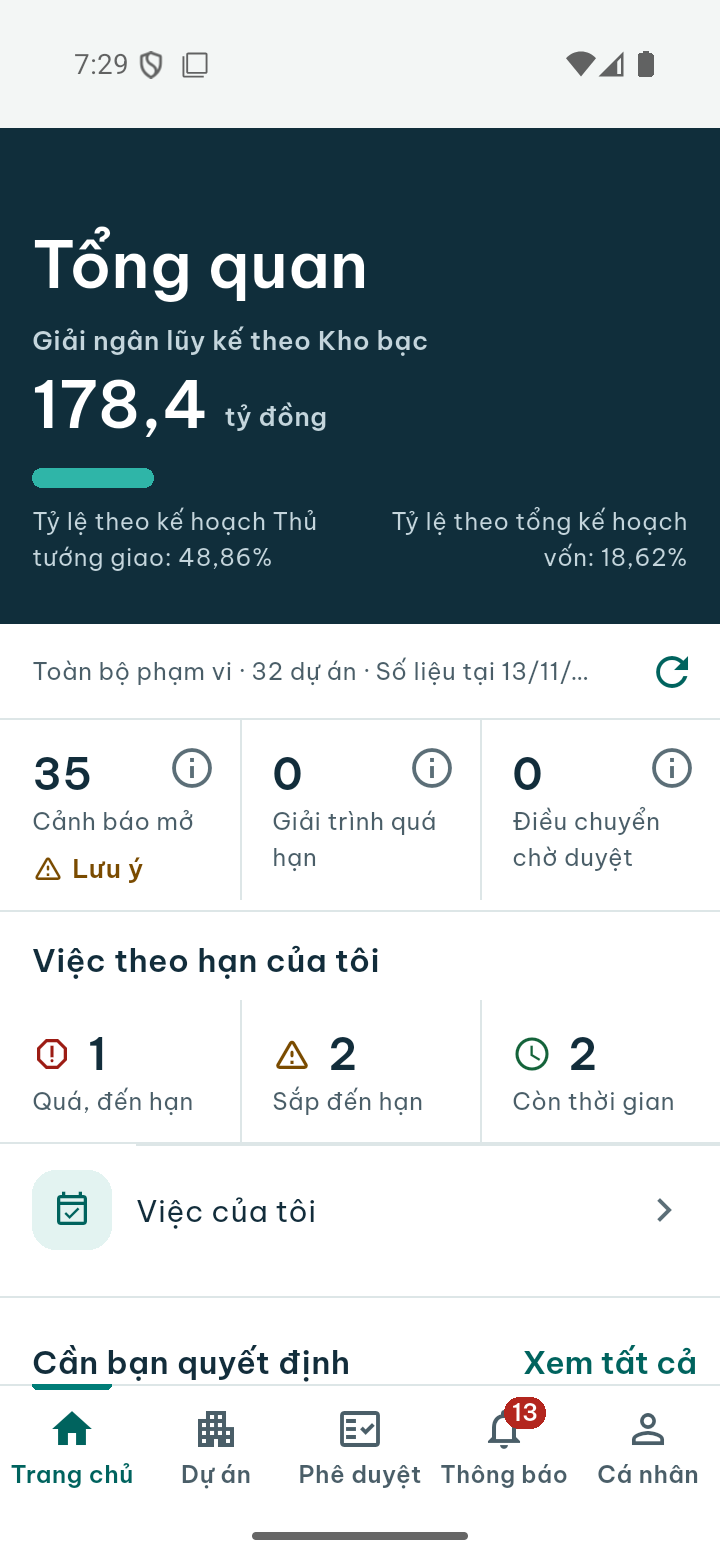 7:29
Tổng quan
Giải ngân lũy kế theo Kho bạc
178,4 tỷ đồng
Tỷ lệ theo kế hoạch Thủ tướng giao: 48,86%
Tỷ lệ theo tổng kế hoạch vốn: 18,62%
Toàn bộ phạm vi · 32 dự án · Số liệu tại 13/11/...
35
Cảnh báo mở
Lưu ý
0
Giải trình quá hạn
0
Điều chuyển chờ duyệt
Việc theo hạn của tôi
1
Quá, đến hạn
2
Sắp đến hạn
2
Còn thời gian
Việc của tôi
Cần bạn quyết định
Xem tất cả
13
Trang chủ
Dự án
Phê duyệt
Thông báo
Cá nhân